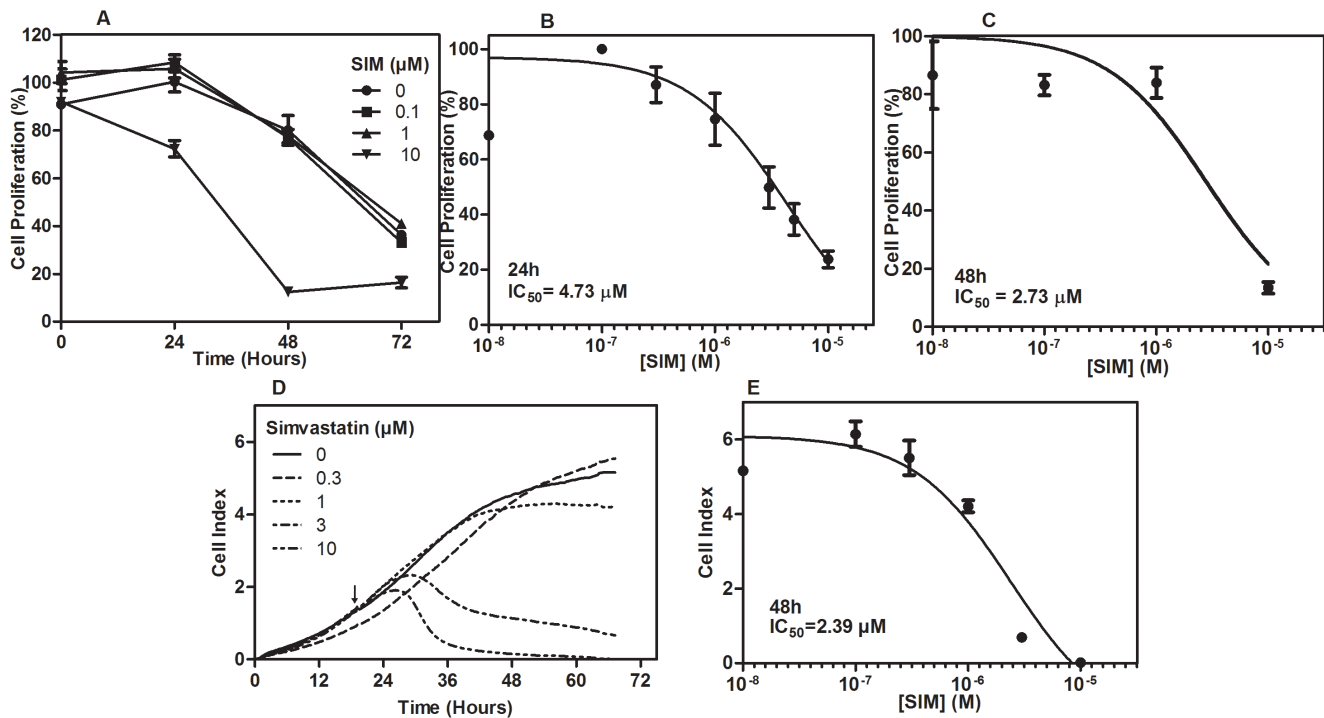 A
Cell Proliferation (%)
120
100
80
60
40
20
0
0
24
48
72
Time (Hours)
SIM (µM)
0
0.1
1
10
B
Cell Proliferation (%)
100
80
60
40
20
0
24h
IC₅₀= 4.73 µM
10⁻⁸
10⁻⁷
10⁻⁶
10⁻⁵
[SIM] (M)
C
Cell Proliferation (%)
100
80
60
40
20
0
48h
IC₅₀ = 2.73 µM
10⁻⁸
10⁻⁷
10⁻⁶
10⁻⁵
[SIM] (M)
D
Cell Index
6
4
2
0
Simvastatin (µM)
0
0.3
1
3
10
0
12
24
36
48
60
72
Time (Hours)
E
Cell Index
6
4
2
0
48h
IC₅₀=2.39 µM
10⁻⁸
10⁻⁷
10⁻⁶
10⁻⁵
[SIM] (M)